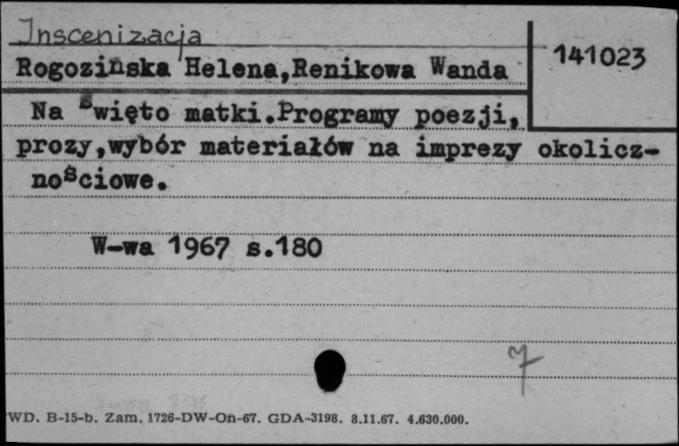 Inscenizacja
Rogozińska Helena,Renikowa Wanda
141023
Na święto matki.Programy poezji,
prozy,wybór materiałów na imprezy okolicz-
nościowe.
W-wa 1967 s.180
7
WD. B-15-b. Zam. 1726-DW-On-67. GDA-3198. 8.11.67. 4.630.000.